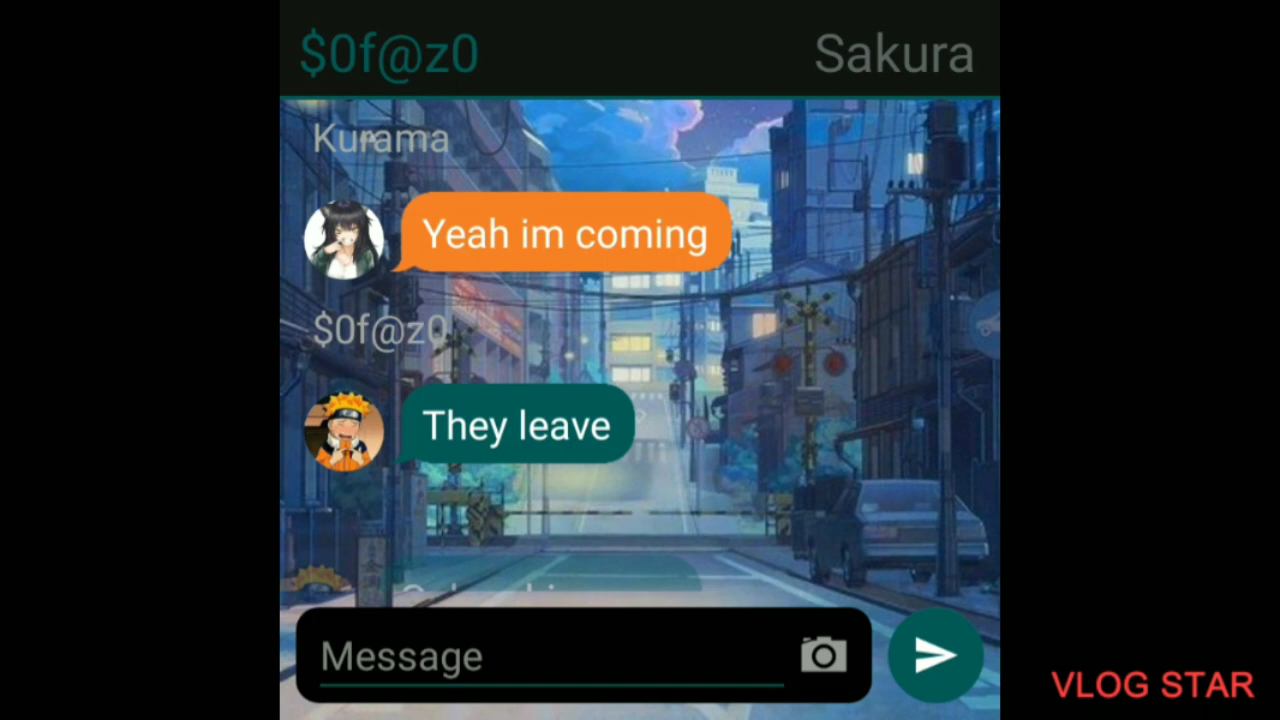 $0f@z0
Sakura
Kurama
Yeah im coming
$0f@z0
They leave
Message
VLOG STAR